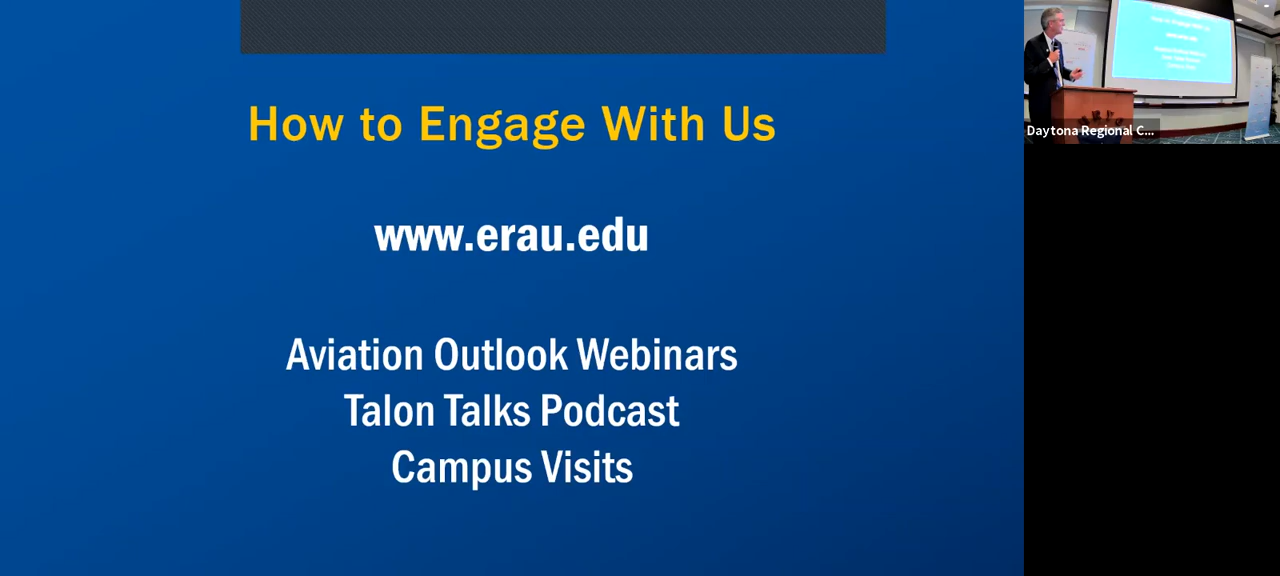 How to Engage With Us
www.erau.edu
Aviation Outlook Webinars
Talon Talks Podcast
Campus Visits
Daytona Regional C...